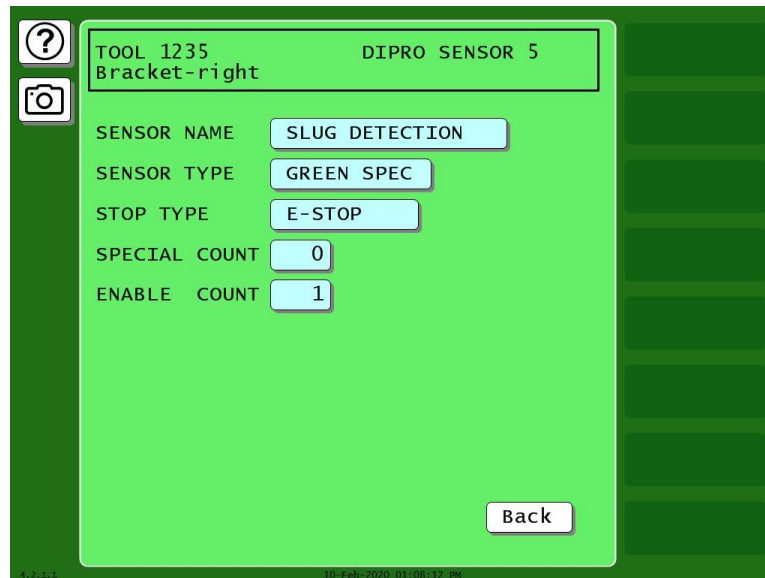 ?
TOOL 1235 DIPRO SENSOR 5
Bracket-right
SENSOR NAME SLUG DETECTION
SENSOR TYPE GREEN SPEC
STOP TYPE E-STOP
SPECIAL COUNT 0
ENABLE COUNT 1
Back
4.2.1.1 10-Feb-2020 01:08:12 PM